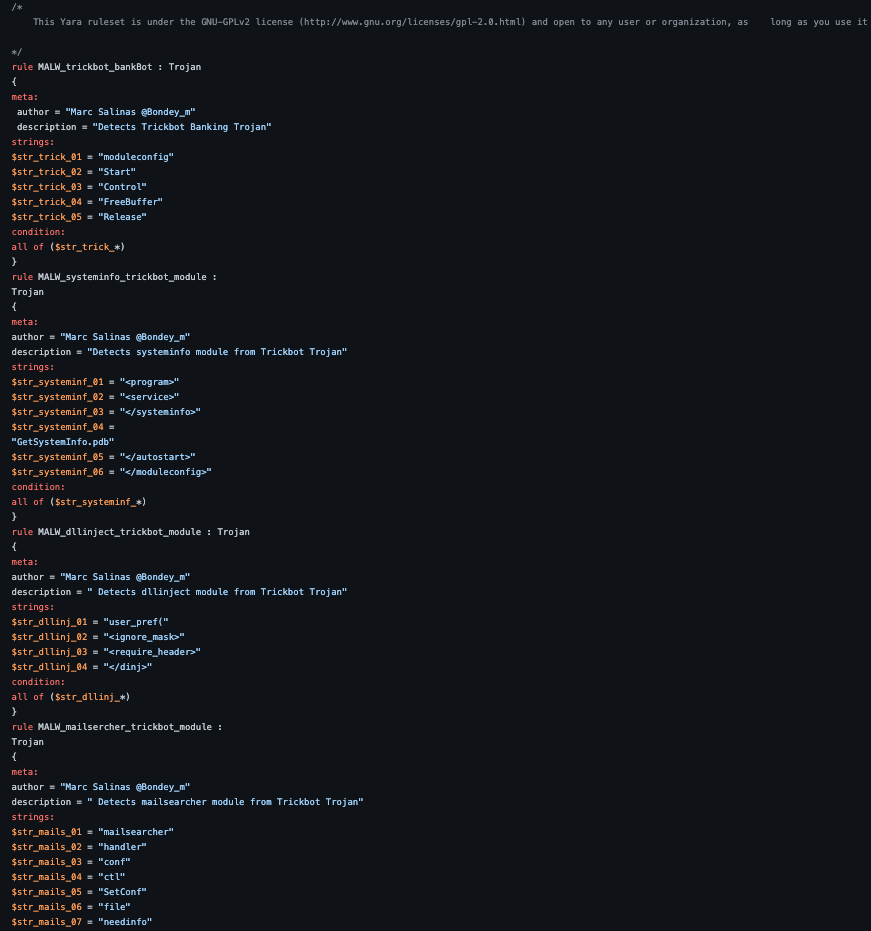 /*
This Yara ruleset is under the GNU-GPLv2 license (http://www.gnu.org/licenses/gpl-2.0.html) and open to any user or organization, as    long as you use it
*/
rule MALW_trickbot_bankBot : Trojan
{
meta:
author = "Marc Salinas @Bondey_m"
description = "Detects Trickbot Banking Trojan"
strings:
$str_trick_01 = "moduleconfig"
$str_trick_02 = "Start"
$str_trick_03 = "Control"
$str_trick_04 = "FreeBuffer"
$str_trick_05 = "Release"
condition:
all of ($str_trick_*)
}
rule MALW_systeminfo_trickbot_module :
Trojan
{
meta:
author = "Marc Salinas @Bondey_m"
description = "Detects systeminfo module from Trickbot Trojan"
strings:
$str_systeminf_01 = "<program>"
$str_systeminf_02 = "<service>"
$str_systeminf_03 = "</systeminfo>"
$str_systeminf_04 =
"GetSystemInfo.pdb"
$str_systeminf_05 = "</autostart>"
$str_systeminf_06 = "</moduleconfig>"
condition:
all of ($str_systeminf_*)
}
rule MALW_dllinject_trickbot_module : Trojan
{
meta:
author = "Marc Salinas @Bondey_m"
description = " Detects dllinject module from Trickbot Trojan"
strings:
$str_dllinj_01 = "user_pref("
$str_dllinj_02 = "<ignore_mask>"
$str_dllinj_03 = "<require_header>"
$str_dllinj_04 = "</dinj>"
condition:
all of ($str_dllinj_*)
}
rule MALW_mailsercher_trickbot_module :
Trojan
{
meta:
author = "Marc Salinas @Bondey_m"
description = " Detects mailsearcher module from Trickbot Trojan"
strings:
$str_mails_01 = "mailsearcher"
$str_mails_02 = "handler"
$str_mails_03 = "conf"
$str_mails_04 = "ctl"
$str_mails_05 = "SetConf"
$str_mails_06 = "file"
$str_mails_07 = "needinfo"